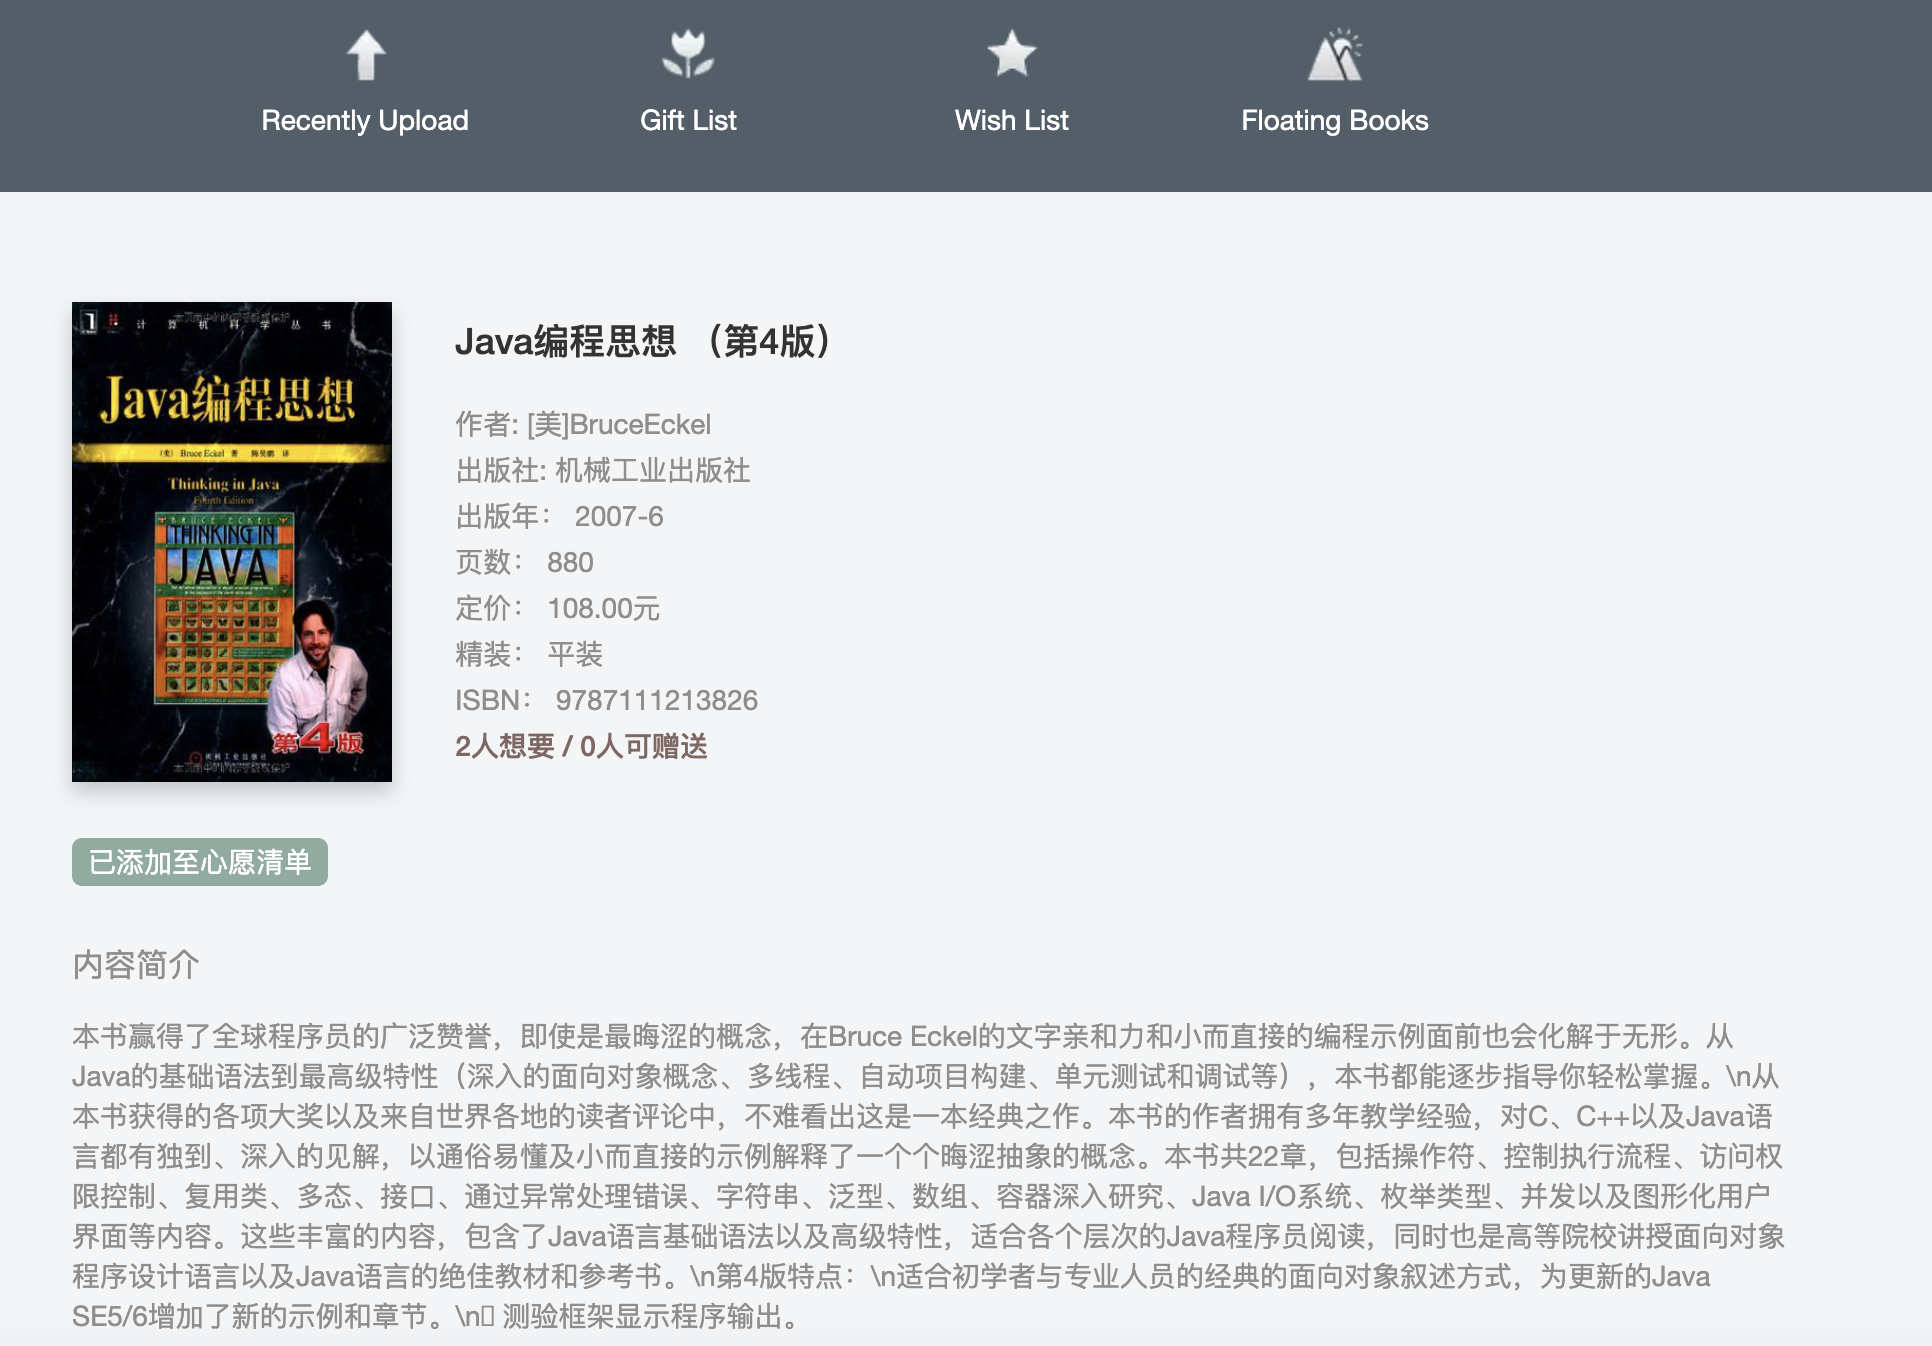 Recently Upload
Gift List
Wish List
Floating Books
计算机科学丛书
Java编程思想
(美) Bruce Eckel 著 陈昊鹏 译
Thinking in Java
Fourth Edition
BRUCE ECKEL
THINKING IN
JAVA
第4版
机械工业出版社
Java编程思想 （第4版）
作者: [美]BruceEckel
出版社: 机械工业出版社
出版年： 2007-6
页数： 880
定价： 108.00元
精装： 平装
ISBN： 9787111213826
2人想要 / 0人可赠送
已添加至心愿清单
内容简介
本书赢得了全球程序员的广泛赞誉，即使是最晦涩的概念，在Bruce Eckel的文字亲和力和小而直接的编程示例面前也会化解于无形。从
Java的基础语法到最高级特性（深入的面向对象概念、多线程、自动项目构建、单元测试和调试等），本书都能逐步指导你轻松掌握。\n从
本书获得的各项大奖以及来自世界各地的读者评论中，不难看出这是一本经典之作。本书的作者拥有多年教学经验，对C、C++以及Java语
言都有独到、深入的见解，以通俗易懂及小而直接的示例解释了一个个晦涩抽象的概念。本书共22章，包括操作符、控制执行流程、访问权
限控制、复用类、多态、接口、通过异常处理错误、字符串、泛型、数组、容器深入研究、Java I/O系统、枚举类型、并发以及图形化用户
界面等内容。这些丰富的内容，包含了Java语言基础语法以及高级特性，适合各个层次的Java程序员阅读，同时也是高等院校讲授面向对象
程序设计语言以及Java语言的绝佳教材和参考书。\n第4版特点：\n适合初学者与专业人员的经典的面向对象叙述方式，为更新的Java
SE5/6增加了新的示例和章节。\n 测验框架显示程序输出。